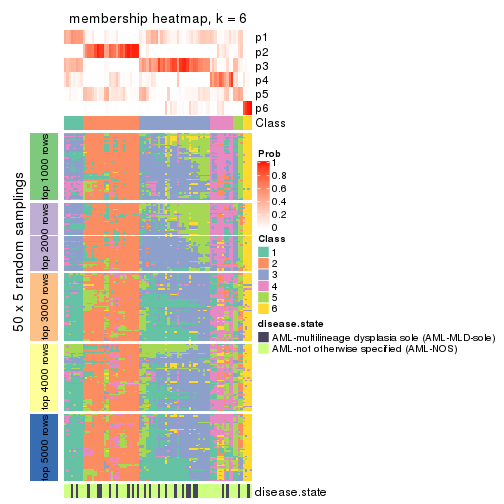 membership heatmap, k = 6
p1
p2
p3
p4
p5
p6
Class
50 x 5 random samplings
top 1000 rows
top 2000 rows
top 3000 rows
top 4000 rows
top 5000 rows
Prob
1
0.8
0.6
0.4
0.2
0
Class
1
2
3
4
5
6
disease.state
AML-multilineage dysplasia sole (AML-MLD-sole)
AML-not otherwise specified (AML-NOS)
disease.state